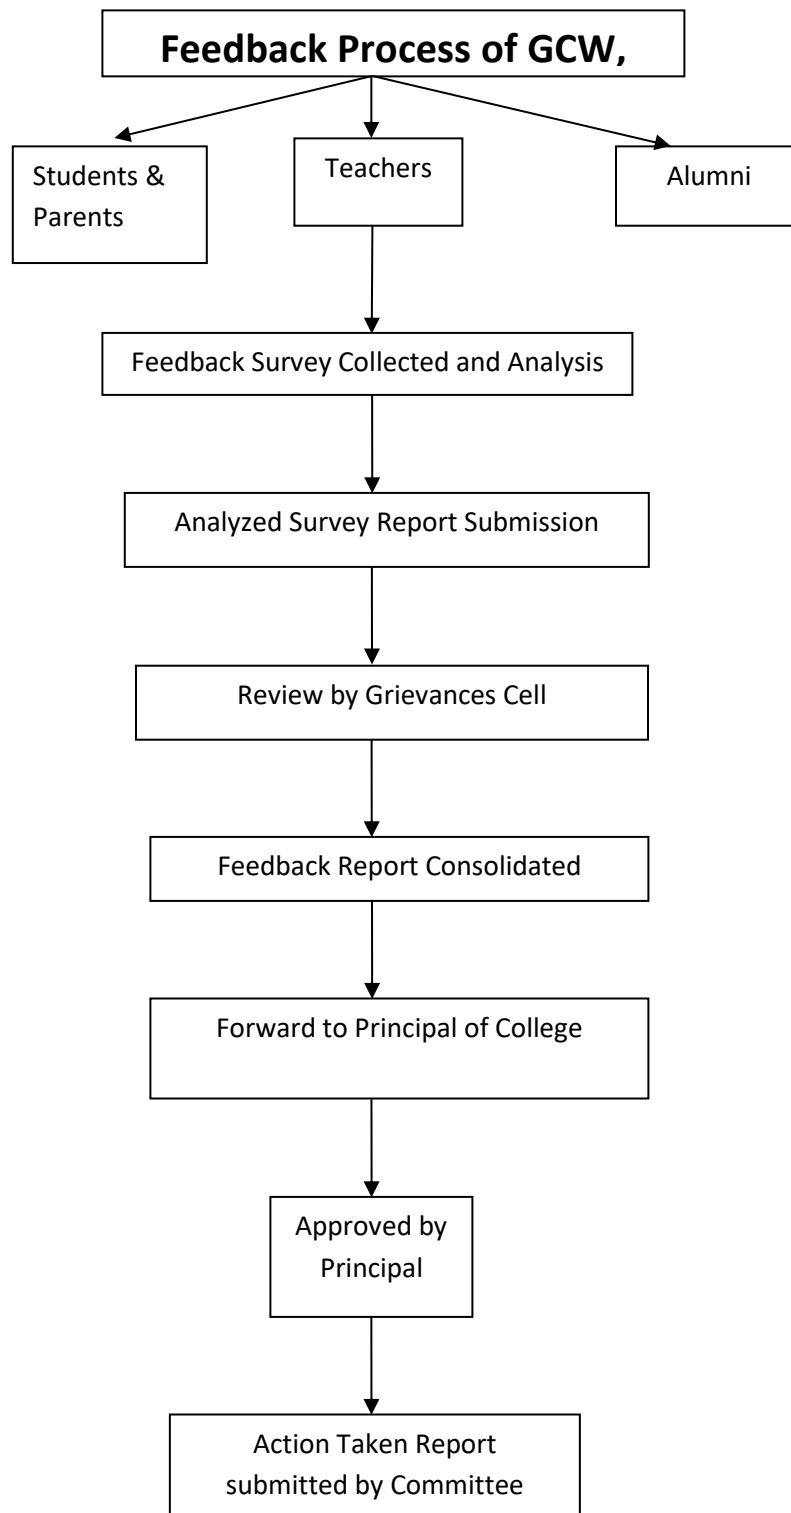 Feedback Process of GCW,
Students &
Parents
Teachers
Alumni
Feedback Survey Collected and Analysis
Analyzed Survey Report Submission
Review by Grievances Cell
Feedback Report Consolidated
Forward to Principal of College
Approved by
Principal
Action Taken Report
submitted by Committee